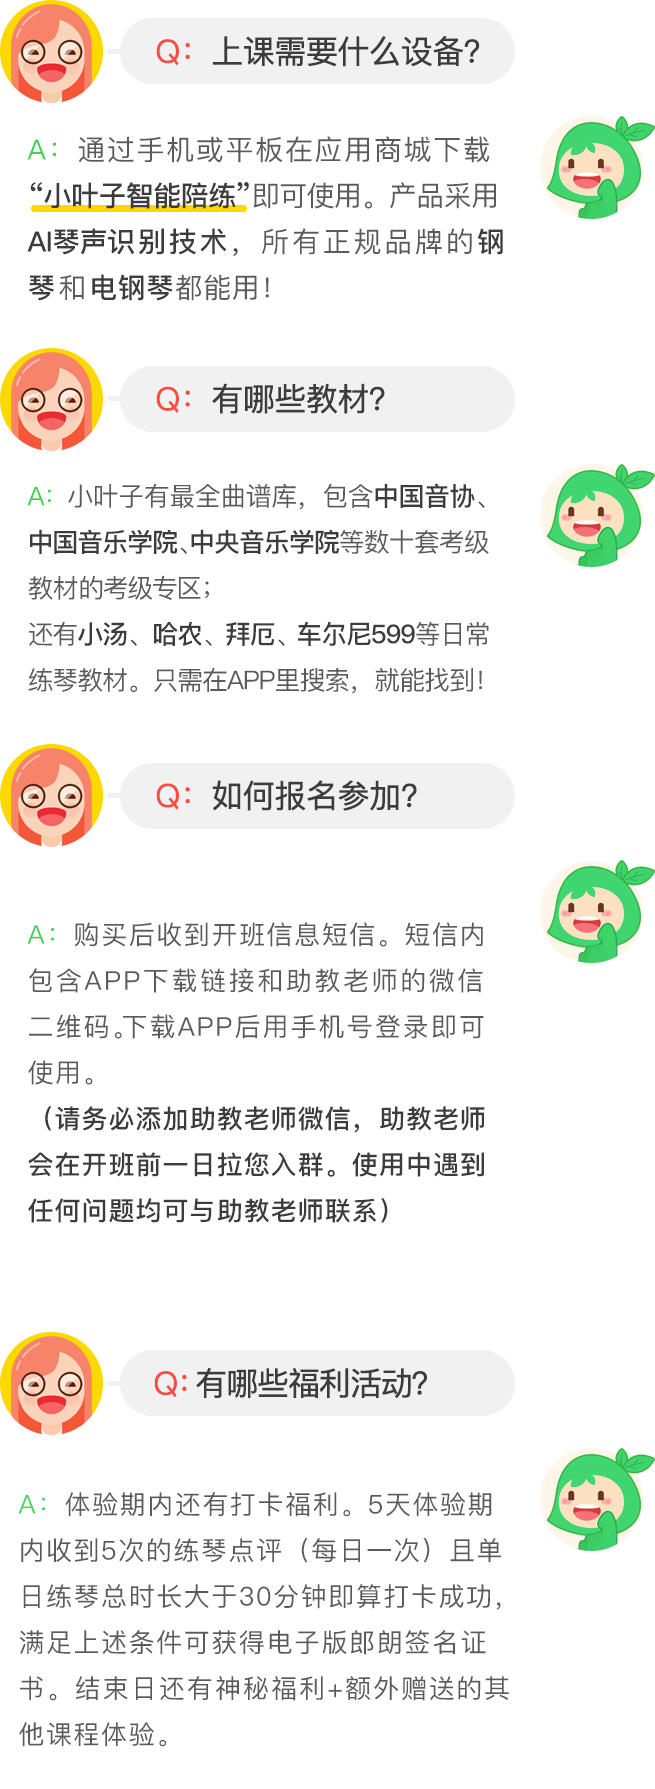 Q：上课需要什么设备？
A：通过手机或平板在应用商城下载
“小叶子智能陪练”即可使用。产品采用
AI琴声识别技术，所有正规品牌的钢
琴和电钢琴都能用！
Q：有哪些教材？
A：小叶子有最全曲谱库，包含中国音协、
中国音乐学院、中央音乐学院等数十套考级
教材的考级专区；
还有小汤、哈农、拜厄、车尔尼599等日常
练琴教材。只需在APP里搜索，就能找到！
Q：如何报名参加？
A：购买后收到开班信息短信。短信内
包含APP下载链接和助教老师的微信
二维码。下载APP后用手机号登录即可
使用。
（请务必添加助教老师微信，助教老师
会在开班前一日拉您入群。使用中遇到
任何问题均可与助教老师联系）
Q：有哪些福利活动？
A：体验期内还有打卡福利。5天体验期
内收到5次的练琴点评（每日一次）且单
日练琴总时长大于30分钟即算打卡成功，
满足上述条件可获得电子版郎朗签名证
书。结束日还有神秘福利+额外赠送的其
他课程体验。